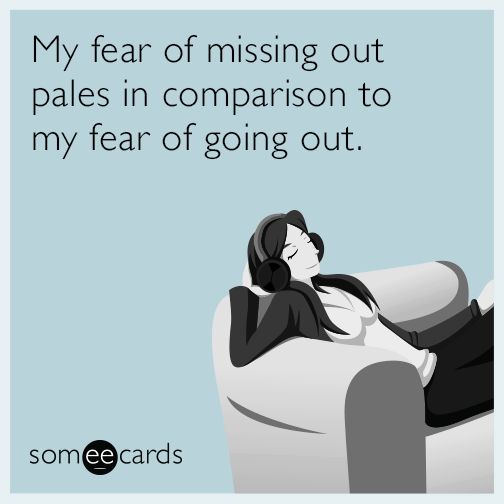 My fear of missing out
pales in comparison to
my fear of going out.
someecards